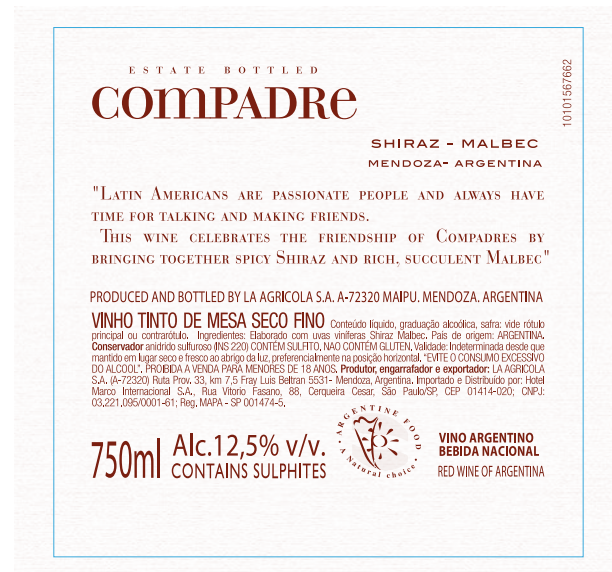 ESTATE BOTTLED
COMPADRE
10101567662
SHIRAZ - MALBEC
MENDOZA- ARGENTINA
"LATIN AMERICANS ARE PASSIONATE PEOPLE AND ALWAYS HAVE
TIME FOR TALKING AND MAKING FRIENDS.
THIS WINE CELEBRATES THE FRIENDSHIP OF COMPADRES BY
BRINGING TOGETHER SPICY SHIRAZ AND RICH, SUCCULENT MALBEC"
PRODUCED AND BOTTLED BY LA AGRICOLA S.A. A-72320 MAIPU. MENDOZA. ARGENTINA
VINHO TINTO DE MESA SECO FINO Conteúdo líquido, graduação alcoólica, safra: vide rótulo
principal ou contrarótulo. Ingredientes: Elaborado com uvas viníferas Shiraz Malbec. Pais de origem: ARGENTINA.
Conservador anidrido sulfuroso (INS 220) CONTÉM SULFITO, NAO CONTÉM GLUTEN, Validade: Indeterminada desde que
mantido em lugar seco e fresco ao abrigo da luz, preferencialmente na posição horizontal, "EVITE O CONSUMO EXCESSIVO
DO ALCOOL". PROIBIDA A VENDA PARA MENORES DE 18 ANOS. Produtor, engarrafador e exportador: LA AGRICOLA
S.A. (A-72320) Ruta Prov. 33, km 7,5 Fray Luis Beltran 5531- Mendoza, Argentina. Importado e Distribuído por: Hotel
Marco Internacional S.A., Rua Vitorio Fasano, 88, Cerqueira Cesar, São Paulo/SP, CEP 01414-020; CNPJ:
03,221,095/0001-61; Reg. MAPA - SP 001474-5.
750ml
Alc.12,5% v/v.
CONTAINS SULPHITES
ARGENTINE FOOD
A Natural choice
VINO ARGENTINO
BEBIDA NACIONAL
RED WINE OF ARGENTINA